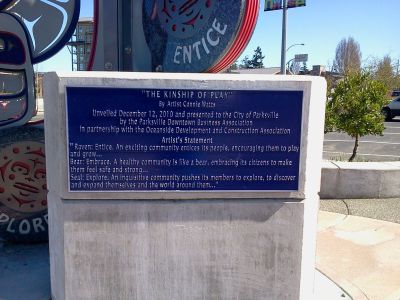 ENTICE
EXPLORE
"THE KINSHIP OF PLAY"
By Artist Connie Watts
Unveiled December 12, 2010 and presented to the City of Parksville
by the Parksville Downtown Business Association
in partnership with the Oceanside Development and Construction Association
Artist's Statement
"Raven: Entice. An exciting community entices its people, encouraging them to play
and grow...
Bear: Embrace. A healthy community is like a bear, embracing its citizens to make
them feel safe and strong...
Seal: Explore. An inquisitive community pushes its members to explore, to discover
and expand themselves and the world around them..."
EXPLOR